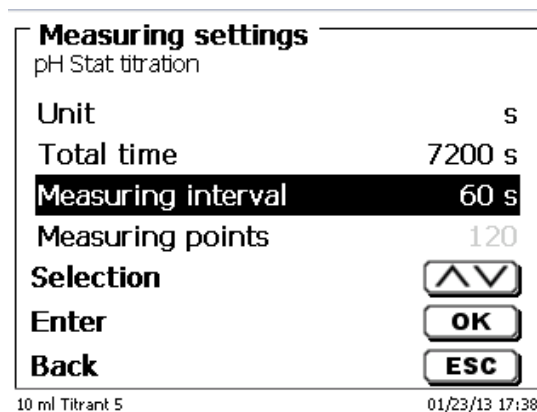 Measuring settings
pH Stat titration
Unit s
Total time 7200 s
Measuring interval 60 s
Measuring points 120
Selection
Enter OK
Back ESC
10 ml Titrant 5 01/23/13 17:38